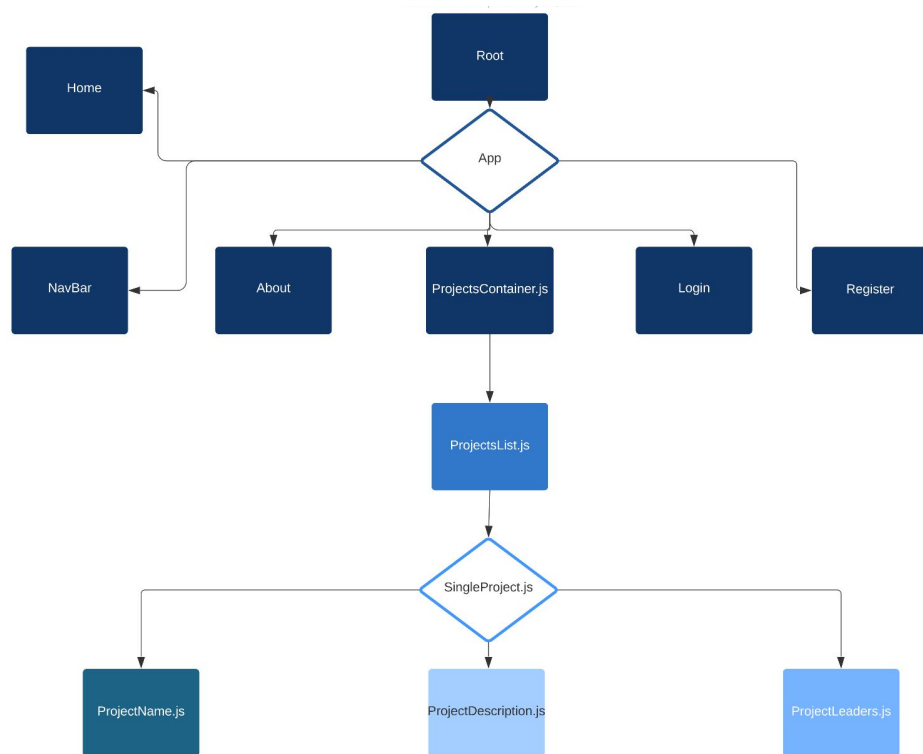 Root
Home
App
NavBar
About
ProjectsContainer.js
Login
Register
ProjectsList.js
SingleProject.js
ProjectName.js
ProjectDescription.js
ProjectLeaders.js